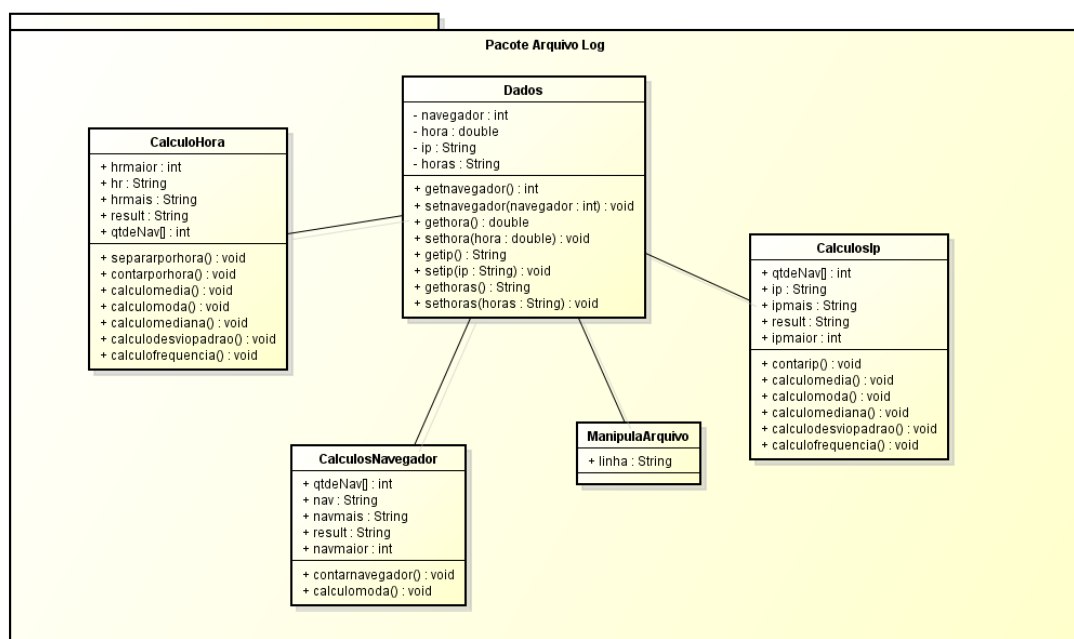 Pacote Arquivo Log
Dados
- navegador : int
- hora : double
- ip : String
- horas : String
+ getnavegador() : int
+ setnavegador(navegador : int) : void
+ gethora() : double
+ sethora(hora : double) : void
+ getip() : String
+ setip(ip : String) : void
+ gethoras() : String
+ sethoras(horas : String) : void
CalculoHora
+ hrmaior : int
+ hr : String
+ hrmais : String
+ result : String
+ qtdeNav[] : int
+ separarporhora() : void
+ contarporhora() : void
+ calculomedia() : void
+ calculomoda() : void
+ calculomediana() : void
+ calculodesviopadrao() : void
+ calculofrequencia() : void
CalculosIp
+ qtdeNav[] : int
+ ip : String
+ ipmais : String
+ result : String
+ ipmaior : int
+ contarip() : void
+ calculomedia() : void
+ calculomoda() : void
+ calculomediana() : void
+ calculodesviopadrao() : void
+ calculofrequencia() : void
CalculosNavegador
+ qtdeNav[] : int
+ nav : String
+ navmais : String
+ result : String
+ navmaior : int
+ contarnavegador() : void
+ calculomoda() : void
ManipulaArquivo
+ linha : String